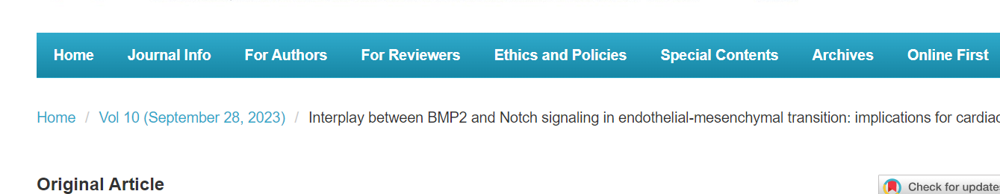 Home Journal Info For Authors For Reviewers Ethics and Policies Special Contents Archives Online First
Home / Vol 10 (September 28, 2023) / Interplay between BMP2 and Notch signaling in endothelial-mesenchymal transition: implications for cardiac
Original Article
Check for update